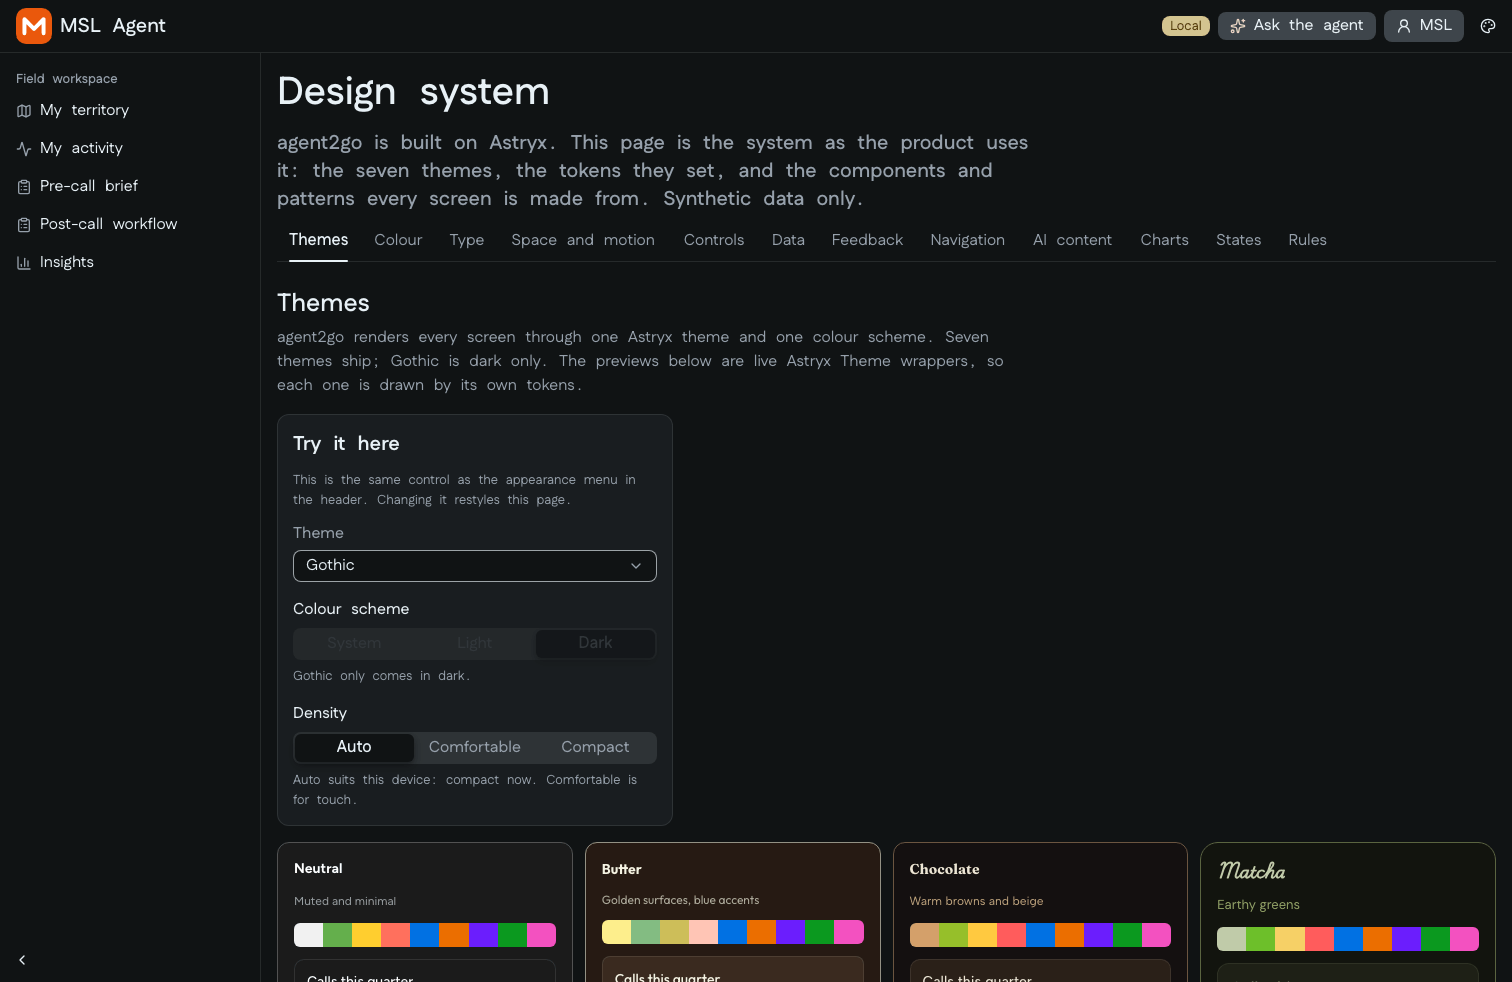 MSL Agent
Local
Ask the agent
MSL
Field workspace
My territory
My activity
Pre-call brief
Post-call workflow
Insights
Design system
agent2go is built on Astryx. This page is the system as the product uses
it: the seven themes, the tokens they set, and the components and
patterns every screen is made from. Synthetic data only.
Themes Colour Type Space and motion Controls Data Feedback Navigation AI content Charts States Rules
Themes
agent2go renders every screen through one Astryx theme and one colour scheme. Seven
themes ship; Gothic is dark only. The previews below are live Astryx Theme wrappers, so
each one is drawn by its own tokens.
Try it here
This is the same control as the appearance menu in
the header. Changing it restyles this page.
Theme
Gothic
Colour scheme
System Light Dark
Gothic only comes in dark.
Density
Auto Comfortable Compact
Auto suits this device: compact now. Comfortable is
for touch.
Neutral
Muted and minimal
Calls this quarter
Butter
Golden surfaces, blue accents
Calls this quarter
Chocolate
Warm browns and beige
Calls this quarter
Matcha
Earthy greens